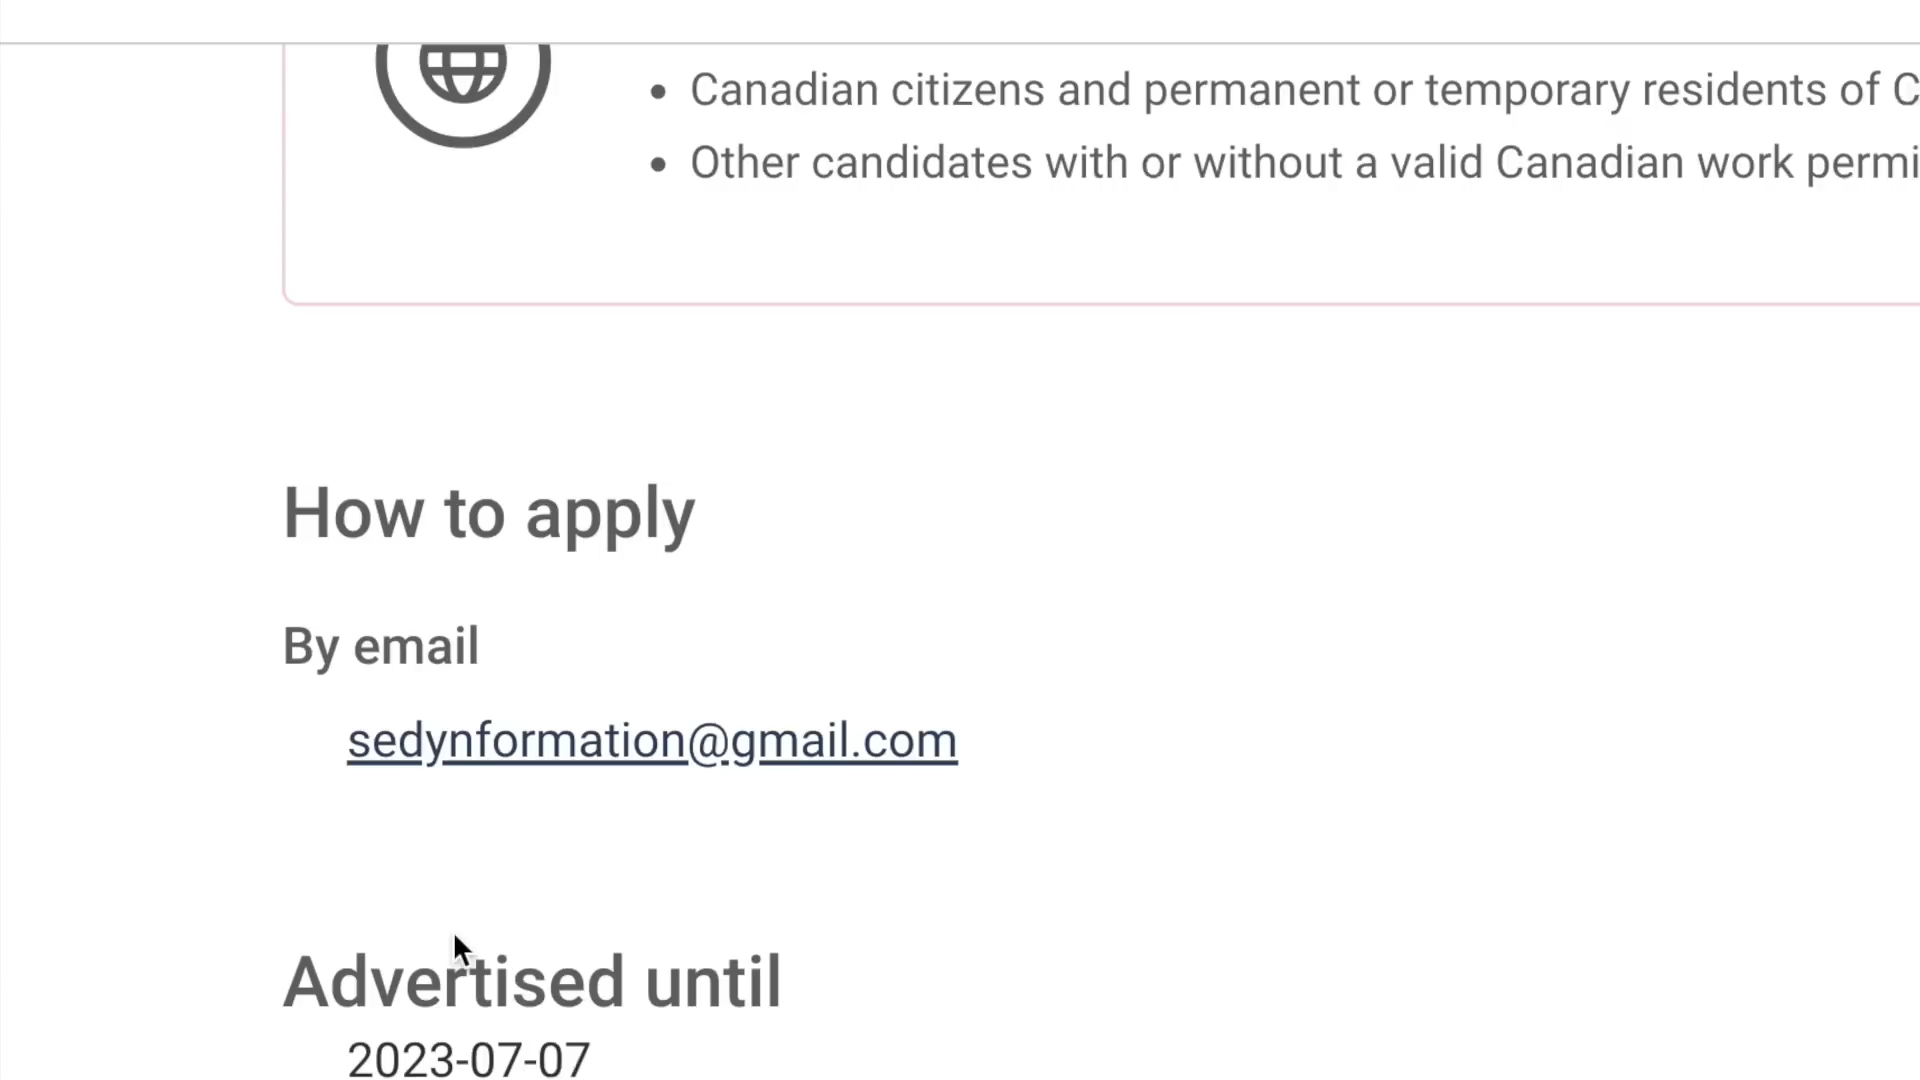 Canadian citizens and permanent or temporary residents of C
Other candidates with or without a valid Canadian work permi
How to apply
By email
sedynformation@gmail.com
Advertised until
2023-07-07